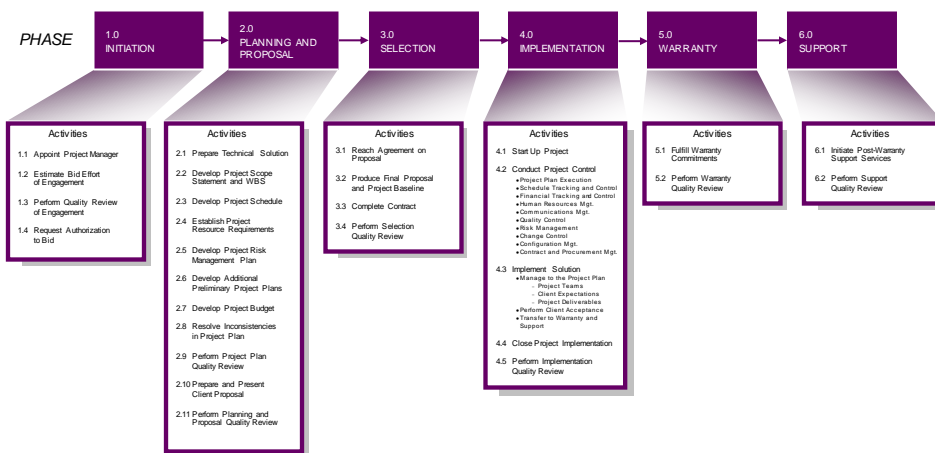 PHASE
1.0
INITIATION
2.0
PLANNING AND
PROPOSAL
3.0
SELECTION
4.0
IMPLEMENTATION
5.0
WARRANTY
6.0
SUPPORT
Activities
1.1 Appoint Project Manager
1.2 Estimate Bid Effort
of Engagement
1.3 Perform Quality Review
of Engagement
1.4 Request Authorization
to Bid
Activities
2.1 Prepare Technical Solution
2.2 Develop Project Scope
Statement and WBS
2.3 Develop Project Schedule
2.4 Establish Project
Resource Requirements
2.5 Develop Project Risk
Management Plan
2.6 Develop Additional
Preliminary Project Plans
2.7 Develop Project Budget
2.8 Resolve Inconsistencies
in Project Plan
2.9 Perform Project Plan
Quality Review
2.10 Prepare and Present
Client Proposal
2.11 Perform Planning and
Proposal Quality Review
Activities
3.1 Reach Agreement on
Proposal
3.2 Produce Final Proposal
and Project Baseline
3.3 Complete Contract
3.4 Perform Selection
Quality Review
Activities
4.1 Start Up Project
4.2 Conduct Project Control
• Project Plan Execution
• Schedule Tracking and Control
• Financial Tracking and Control
• Human Resources Mgt.
• Communications Mgt.
• Quality Control
• Risk Management
• Change Control
• Configuration Mgt.
• Contract and Procurement Mgt.
4.3 Implement Solution
• Manage to the Project Plan
– Project Teams
– Client Expectations
– Project Deliverables
• Perform Client Acceptance
• Transfer to Warranty and
Support
4.4 Close Project Implementation
4.5 Perform Implementation
Quality Review
Activities
5.1 Fulfill Warranty
Commitments
5.2 Perform Warranty
Quality Review
Activities
6.1 Initiate Post-Warranty
Support Services
6.2 Perform Support
Quality Review